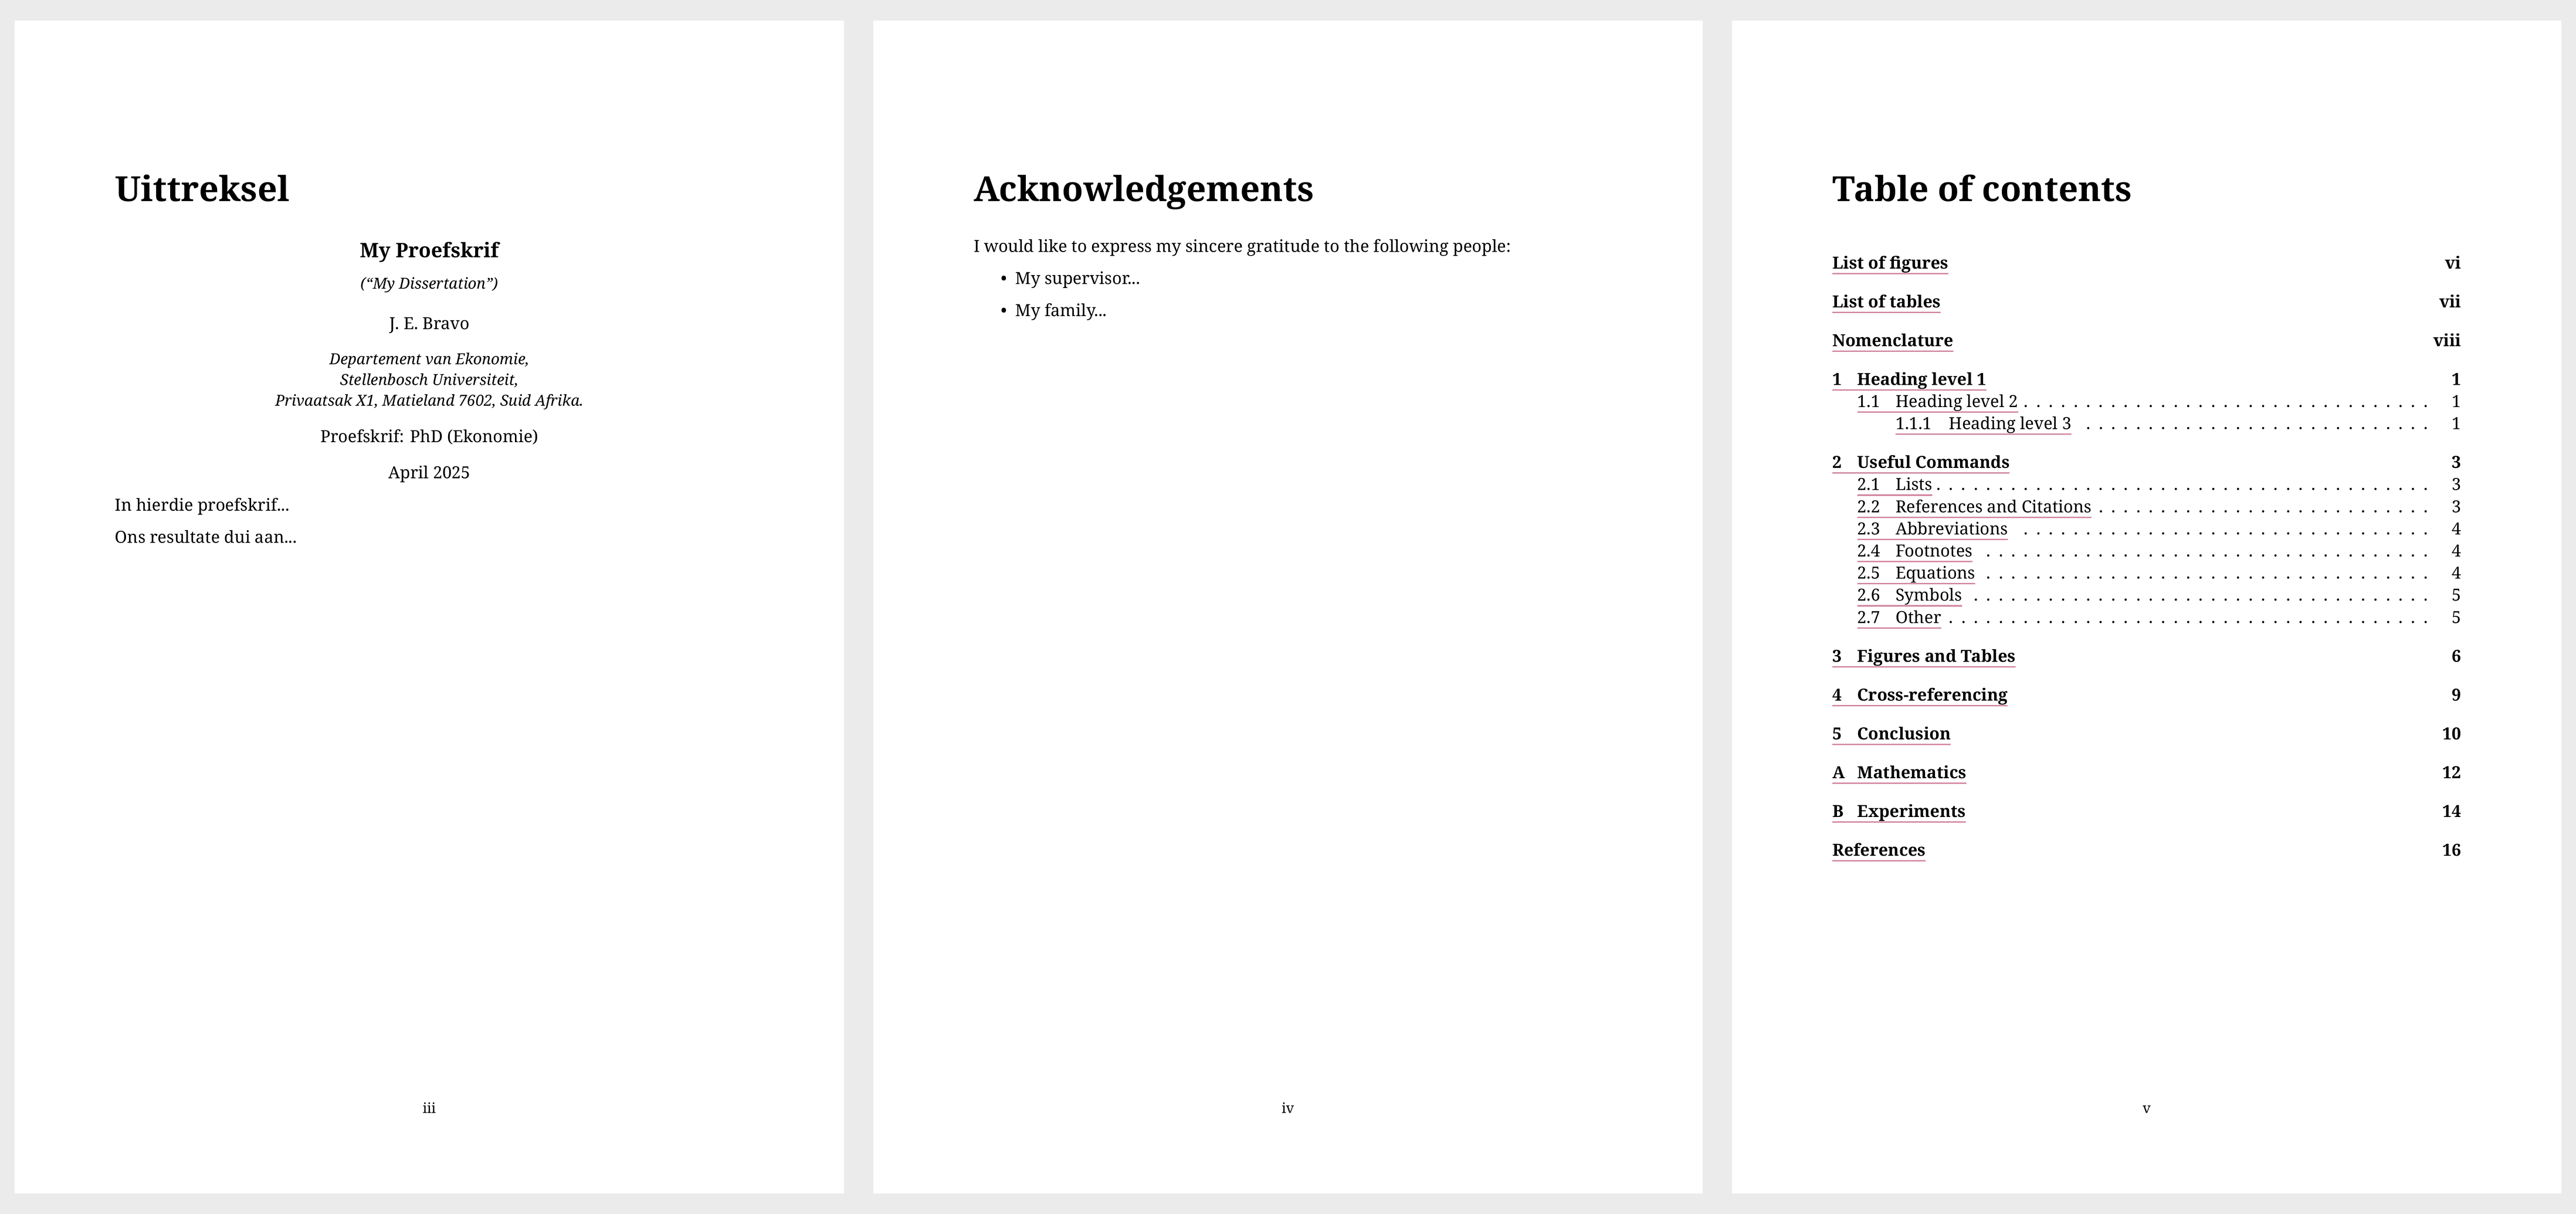 Uittreksel
My Proefskrif
(“My Dissertation”)
J. E. Bravo
Departement van Ekonomie,
Stellenbosch Universiteit,
Privaatsak X1, Matieland 7602, Suid Afrika.
Proefskrif: PhD (Ekonomie)
April 2025
In hierdie proefskrif...
Ons resultate dui aan...
iii
Acknowledgements
I would like to express my sincere gratitude to the following people:
• My supervisor...
• My family...
iv
Table of contents
List of figures vi
List of tables vii
Nomenclature viii
1 Heading level 1 1
1.1 Heading level 2 . . . . . . . . . . . . . . . . . . . . . . . . . . . . . . . . . 1
1.1.1 Heading level 3 . . . . . . . . . . . . . . . . . . . . . . . . . . . . 1
2 Useful Commands 3
2.1 Lists . . . . . . . . . . . . . . . . . . . . . . . . . . . . . . . . . . . . . . . . 3
2.2 References and Citations . . . . . . . . . . . . . . . . . . . . . . . . . . . 3
2.3 Abbreviations . . . . . . . . . . . . . . . . . . . . . . . . . . . . . . . . . 4
2.4 Footnotes . . . . . . . . . . . . . . . . . . . . . . . . . . . . . . . . . . . . 4
2.5 Equations . . . . . . . . . . . . . . . . . . . . . . . . . . . . . . . . . . . . 4
2.6 Symbols . . . . . . . . . . . . . . . . . . . . . . . . . . . . . . . . . . . . . 5
2.7 Other . . . . . . . . . . . . . . . . . . . . . . . . . . . . . . . . . . . . . . . 5
3 Figures and Tables 6
4 Cross-referencing 9
5 Conclusion 10
A Mathematics 12
B Experiments 14
References 16
v